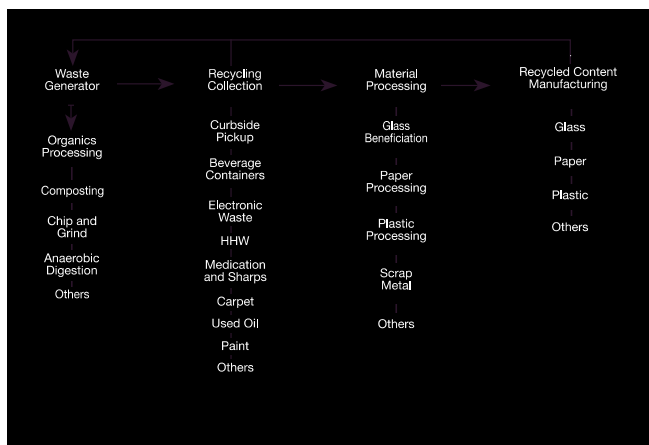 Waste
Generator
Recycling
Collection
Material
Processing
Recycled Content
Manufacturing
Organics
Processing
Composting
Chip and
Grind
Anaerobic
Digestion
Others
Curbside
Pickup
Beverage
Containers
Electronic
Waste
HHW
Medication
and Sharps
Carpet
Used Oil
Paint
Others
Glass
Beneficiation
Paper
Processing
Plastic
Processing
Scrap
Metal
Others
Glass
Paper
Plastic
Others